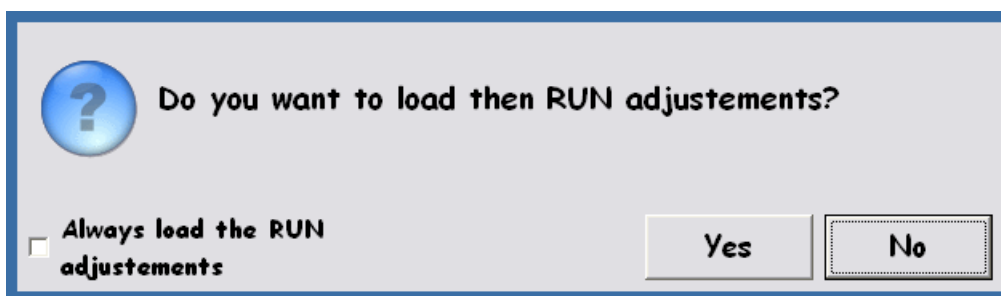 ?
Do you want to load then RUN adjustements?
Always load the RUN
adjustements
Yes
No